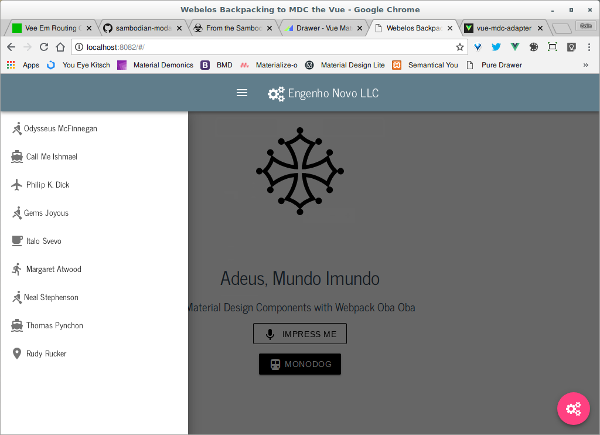 Webelos Backpacking to MDC the Vue - Google Chrome
Vee Em Routing
sambodian-mod
From the Sambo
Drawer - Vue Ma
Webelos Backpac
vue-mdc-adapter
localhost:8082/#/
Apps
You Eye Kitsch
Material Demonics
BMD
Materialize-o
Material Design Lite
Semantical You
Pure Drawer
»
Engenho Novo LLC
Odysseus McFinnegan
Call Me Ishmael
Philip K. Dick
Gems Joyous
Italo Svevo
Margaret Atwood
Neal Stephenson
Thomas Pynchon
Rudy Rucker
Adeus, Mundo Imundo
Material Design Components with Webpack Oba Oba
IMPRESS ME
MONODOG